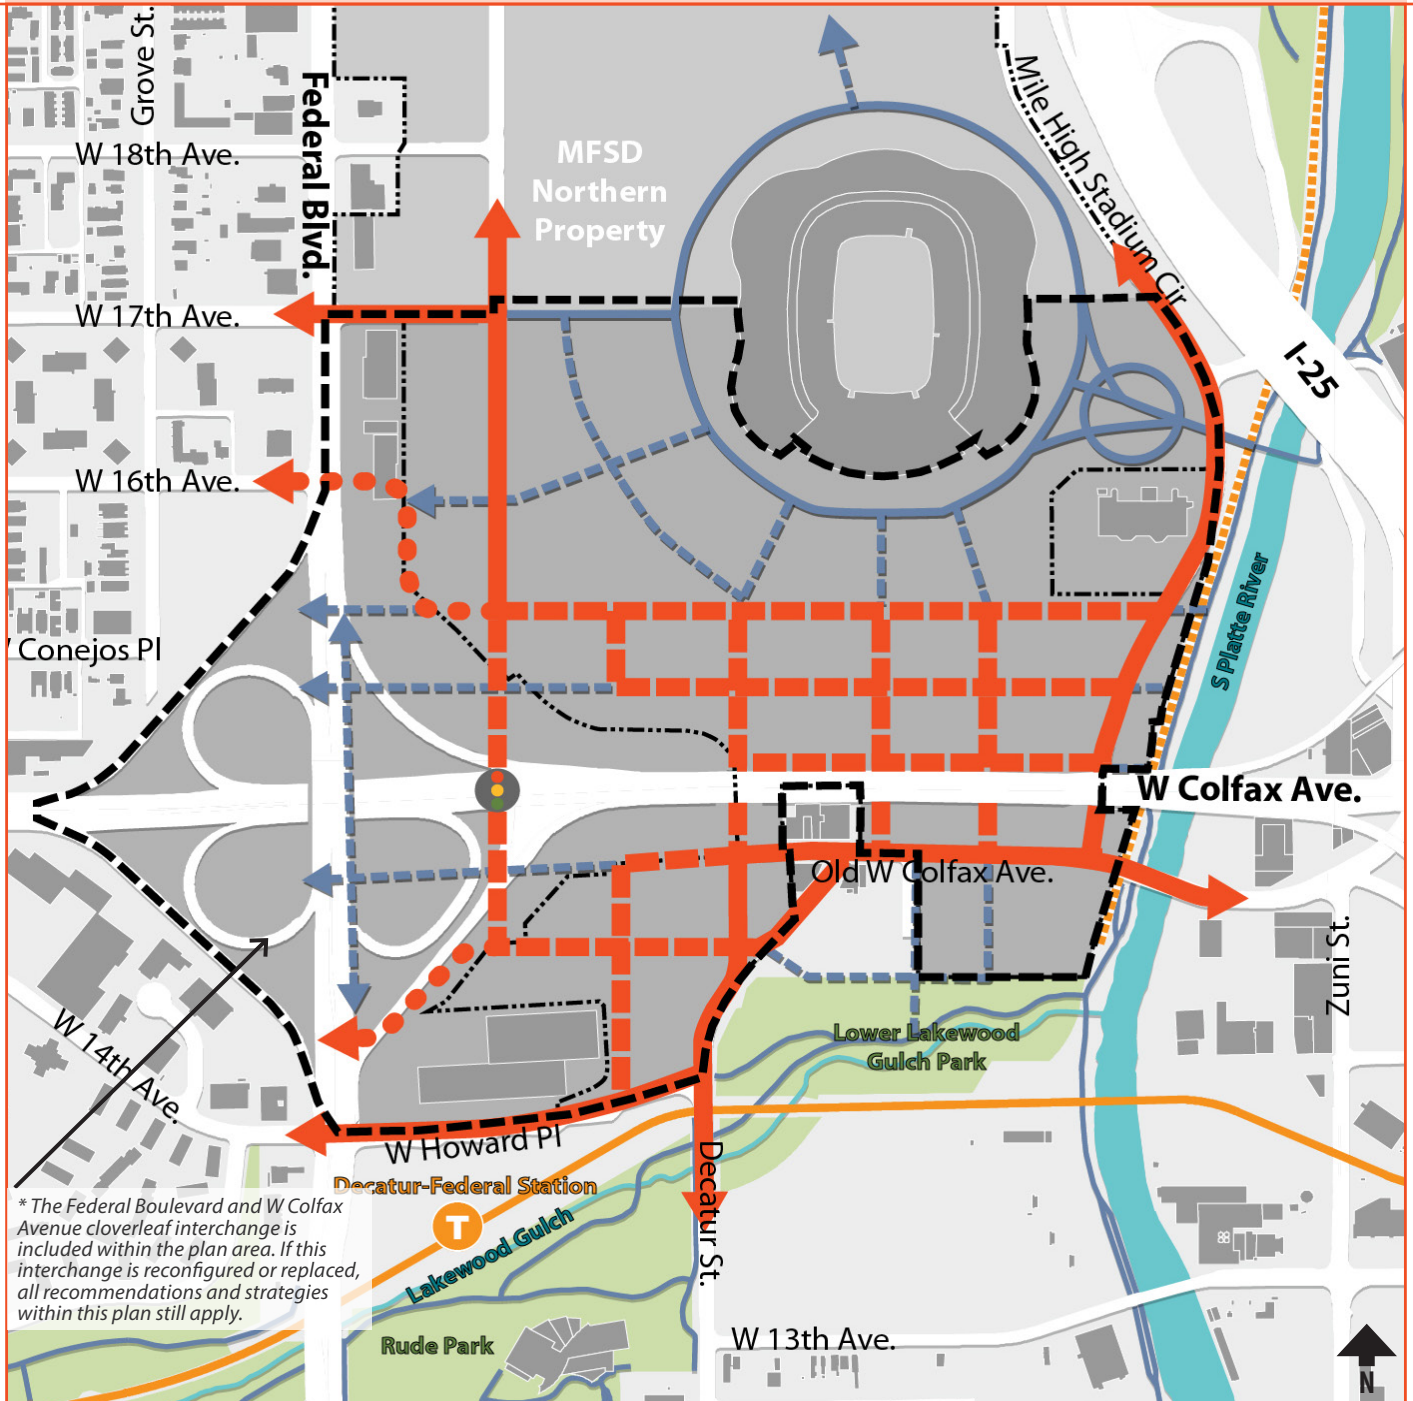 Grove St.
Federal Blvd.
Mile High Stadium Cir
W 18th Ave.
MFSD
Northern
Property
W 17th Ave.
I-25
W 16th Ave.
S Platte River
Conejos Pl
W Colfax Ave.
Old W Colfax Ave.
Zuni St.
W 14th Ave.
Lower Lakewood
Gulch Park
W Howard Pl
Decatur St.
Decatur-Federal Station
T
Lakewood Gulch
* The Federal Boulevard and W Colfax
Avenue cloverleaf interchange is
included within the plan area. If this
interchange is reconfigured or replaced,
all recommendations and strategies
within this plan still apply.
Rude Park
W 13th Ave.
N